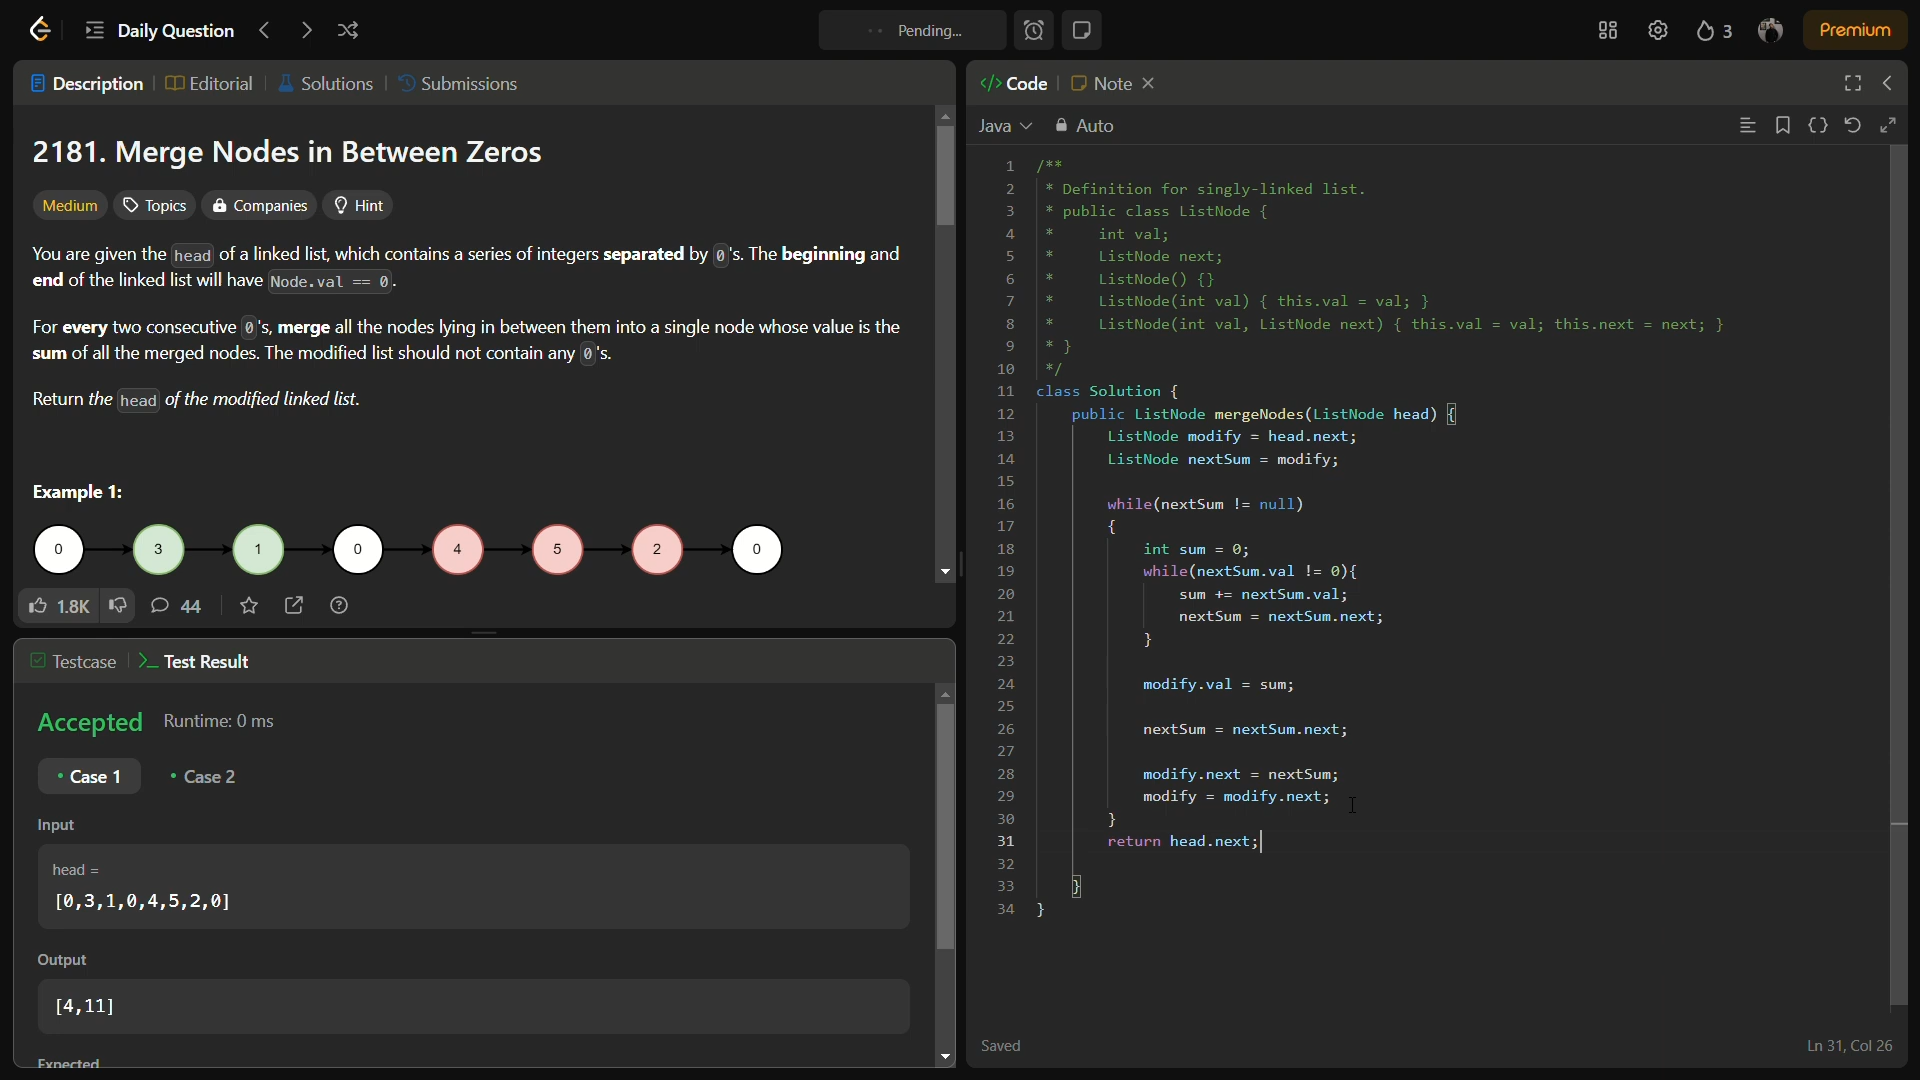 Daily Question
Pending...
3
Premium
Description
Editorial
Solutions
Submissions
2181. Merge Nodes in Between Zeros
Medium
Topics
Companies
Hint
You are given the head of a linked list, which contains a series of integers separated by 0's. The beginning and
end of the linked list will have Node.val == 0.
For every two consecutive 0's, merge all the nodes lying in between them into a single node whose value is the
sum of all the merged nodes. The modified list should not contain any 0's.
Return the head of the modified linked list.
Example 1:
0 3 1 0 4 5 2 0
1.8K
44
Testcase
>_ Test Result
Accepted Runtime: 0 ms
• Case 1 • Case 2
Input
head =
[0,3,1,0,4,5,2,0]
Output
[4,11]
Expected
</> Code
Note
Java
Auto
1 /**
2 * Definition for singly-linked list.
3 * public class ListNode {
4 *     int val;
5 *     ListNode next;
6 *     ListNode() {}
7 *     ListNode(int val) { this.val = val; }
8 *     ListNode(int val, ListNode next) { this.val = val; this.next = next; }
9 * }
10 */
11 class Solution {
12     public ListNode mergeNodes(ListNode head) {
13         ListNode modify = head.next;
14         ListNode nextSum = modify;
15
16         while(nextSum != null)
17         {
18             int sum = 0;
19             while(nextSum.val != 0){
20                 sum += nextSum.val;
21                 nextSum = nextSum.next;
22             }
23
24             modify.val = sum;
25
26             nextSum = nextSum.next;
27
28             modify.next = nextSum;
29             modify = modify.next;
30         }
31         return head.next;
32
33     }
34 }
Saved
Ln 31, Col 26